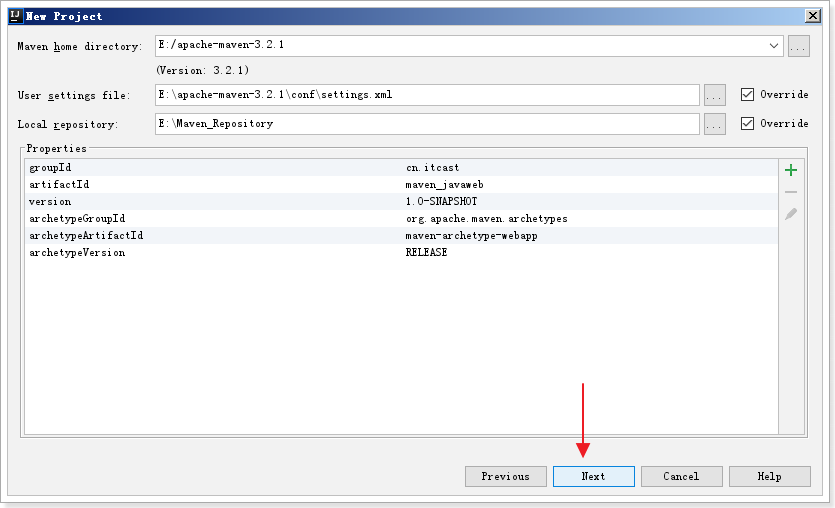 New Project
Maven home directory: E:/apache-maven-3.2.1 ...
(Version: 3.2.1)
User settings file: E:\apache-maven-3.2.1\conf\settings.xml ... Override
Local repository: E:\Maven_Repository ... Override
Properties
groupId cn.itcast
artifactId maven_javaweb
version 1.0-SNAPSHOT
archetypeGroupId org.apache.maven.archetypes
archetypeArtifactId maven-archetype-webapp
archetypeVersion RELEASE
Previous Next Cancel Help